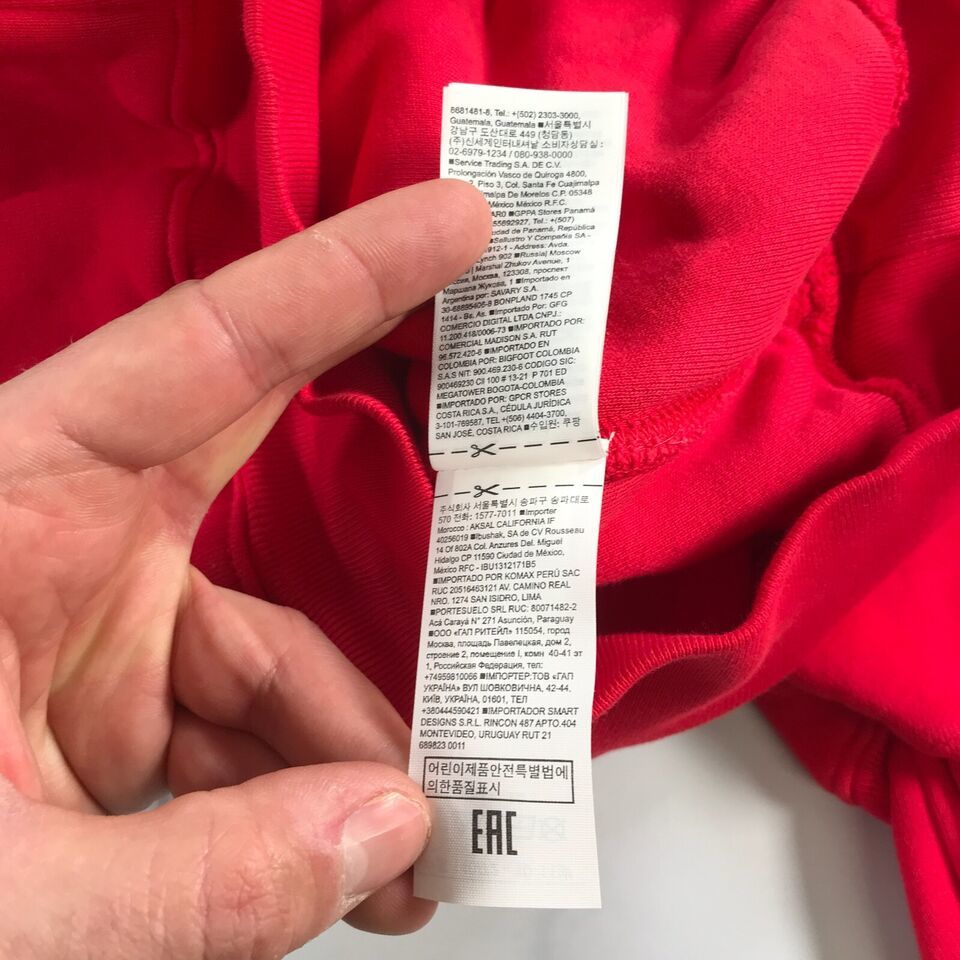 8681481-8, Tel.: +(502) 2303-3000,
Guatemala, Guatemala ■서울특별시
강남구 도산대로 449 (청담동)
(주)신세계인터내셔날 소비자상담실 :
02-6979-1234 / 080-938-0000
■Service Trading S.A. DE C.V.
Prolongación Vasco de Quiroga 4800,
Piso 3, Col. Santa Fe Cuajimalpa
De Morelos C.P. 05348
México México R.F.C.
■GPPA Stores Panamá
Tel.: +(507)
de Panamá, República
■Sellustro Y Compañía SA -
- Address: Avda.
902 ■Russia| Moscow
| Marshal Zhukov Avenue, 1
Москва, 123308, проспект
Маршала Жукова, 1 ■Importado en
Argentina por: SAVARY S.A.
30-68895406-8 BONPLAND 1745 CP
1414 - Bs. As. ■Importado Por: GFG
COMERCIO DIGITAL LTDA CNPJ.:
11.200.418/0006-73 ■IMPORTADO POR:
COMERCIAL MADISON S.A. RUT
96.572.420-6 ■IMPORTADO EN
COLOMBIA POR: BIGFOOT COLOMBIA
S.A.S NIT: 900.469.230-6 CODIGO SIC:
900469230 Cll 100 # 13-21 P 701 ED
MEGATOWER BOGOTA-COLOMBIA
■IMPORTADO POR: GPCR STORES
COSTA RICA S.A., CÉDULA JURÍDICA
3-101-769587, TEL +(506) 4404-3700,
SAN JOSÉ, COSTA RICA ■수입원: 쿠팡
주식회사 서울특별시 송파구 송파대로
570 전화: 1577-7011 ■Importer
Morocco : AKSAL CALIFORNIA IF
40256019 ■Ibushak, SA de CV Rousseau
14 Of 802A Col. Anzures Del. Miguel
Hidalgo CP 11590 Ciudad de México,
México RFC - IBU1312171B5
■IMPORTADO POR KOMAX PERÚ SAC
RUC 20516463121 AV. CAMINO REAL
NRO. 1274 SAN ISIDRO, LIMA
■PORTESUELO SRL RUC: 80071482-2
Acá Carayá N° 271 Asunción, Paraguay
■ООО «ГАП РИТЕЙЛ» 115054, город
Москва, площадь Павелецкая, дом 2,
строение 2, помещение I, комн 40-41 эт
1, Российская Федерация, тел:
+74959810066 ■ІМПОРТЕР.ТОВ «ГАП
УКРАЇНА» ВУЛ ШОВКОВИЧНА, 42-44.
КИЇВ, УКРАЇНА, 01601, ТЕЛ
+380444590421 ■IMPORTADOR SMART
DESIGNS S.R.L. RINCON 487 APTO.404
MONTEVIDEO, URUGUAY RUT 21
689823 0011
어린이제품안전특별법에
의한품질표시
EAC